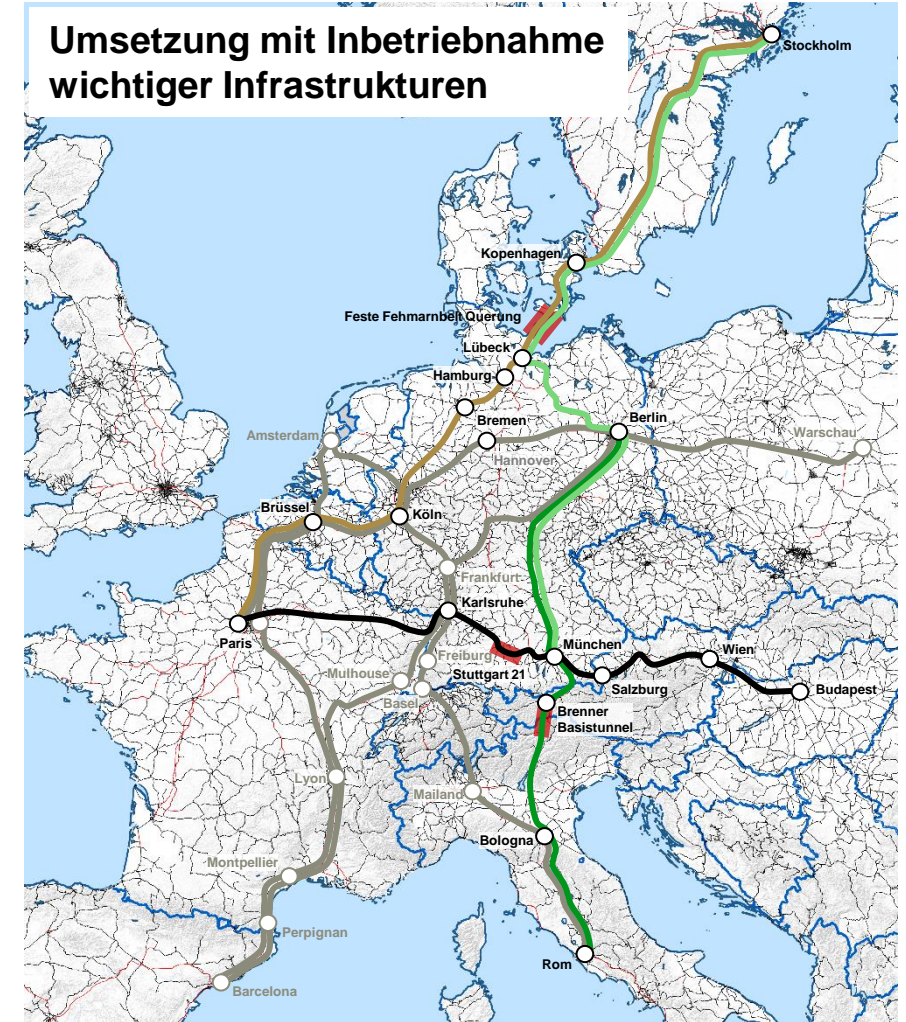 Umsetzung mit Inbetriebnahme
wichtiger Infrastrukturen
Stockholm
Kopenhagen
Feste Fehmarnbelt Querung
Lübeck
Hamburg
Bremen
Berlin
Amsterdam
Warschau
Hannover
Brüssel
Köln
Frankfurt
Karlsruhe
Paris
Freiburg
München
Wien
Mulhouse
Stuttgart 21
Salzburg
Budapest
Basel
Brenner
Basistunnel
Lyon
Mailand
Bologna
Montpellier
Perpignan
Rom
Barcelona